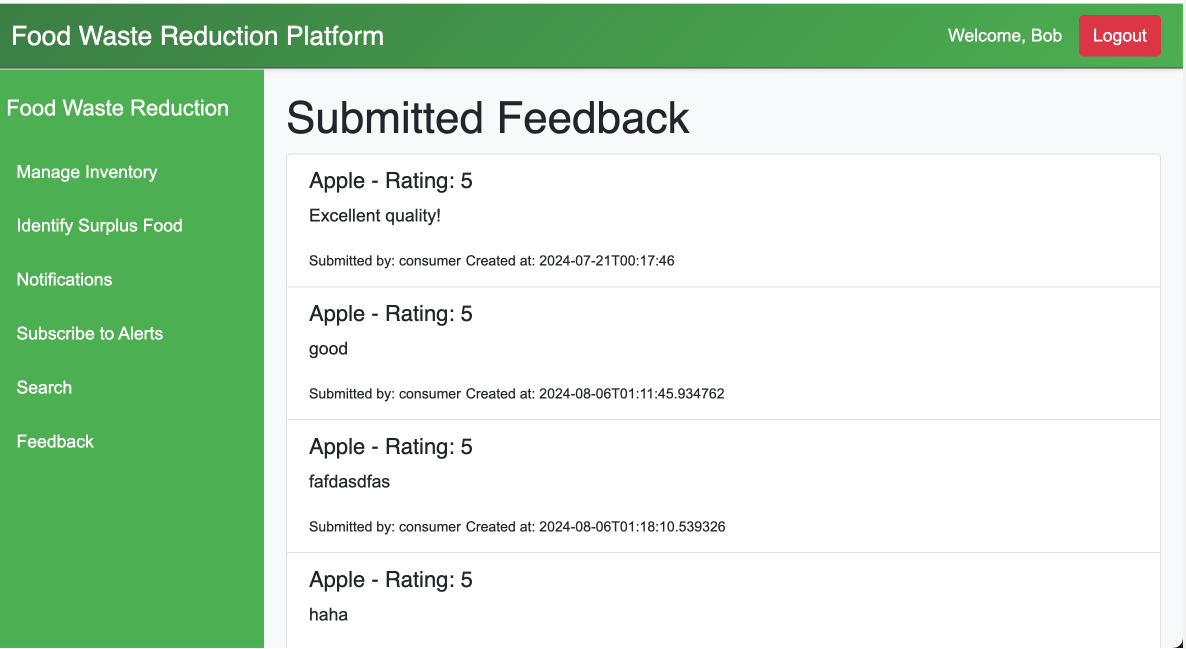 Food Waste Reduction Platform
Welcome, Bob
Logout
Food Waste Reduction
Manage Inventory
Identify Surplus Food
Notifications
Subscribe to Alerts
Search
Feedback
Submitted Feedback
Apple - Rating: 5
Excellent quality!
Submitted by: consumer Created at: 2024-07-21T00:17:46
Apple - Rating: 5
good
Submitted by: consumer Created at: 2024-08-06T01:11:45.934762
Apple - Rating: 5
fafdasdfas
Submitted by: consumer Created at: 2024-08-06T01:18:10.539326
Apple - Rating: 5
haha